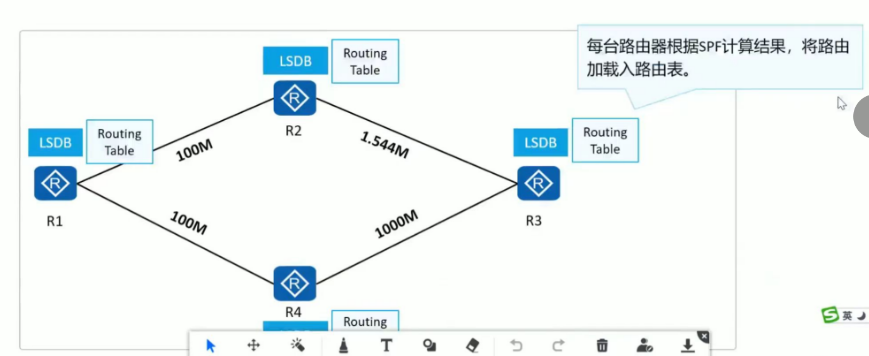 每台路由器根据SPF计算结果，将路由
加载入路由表。
LSDB
Routing
Table
R2
LSDB
Routing
Table
R1
100M
1.544M
LSDB
Routing
Table
R3
100M
1000M
R4
Routing
T
英